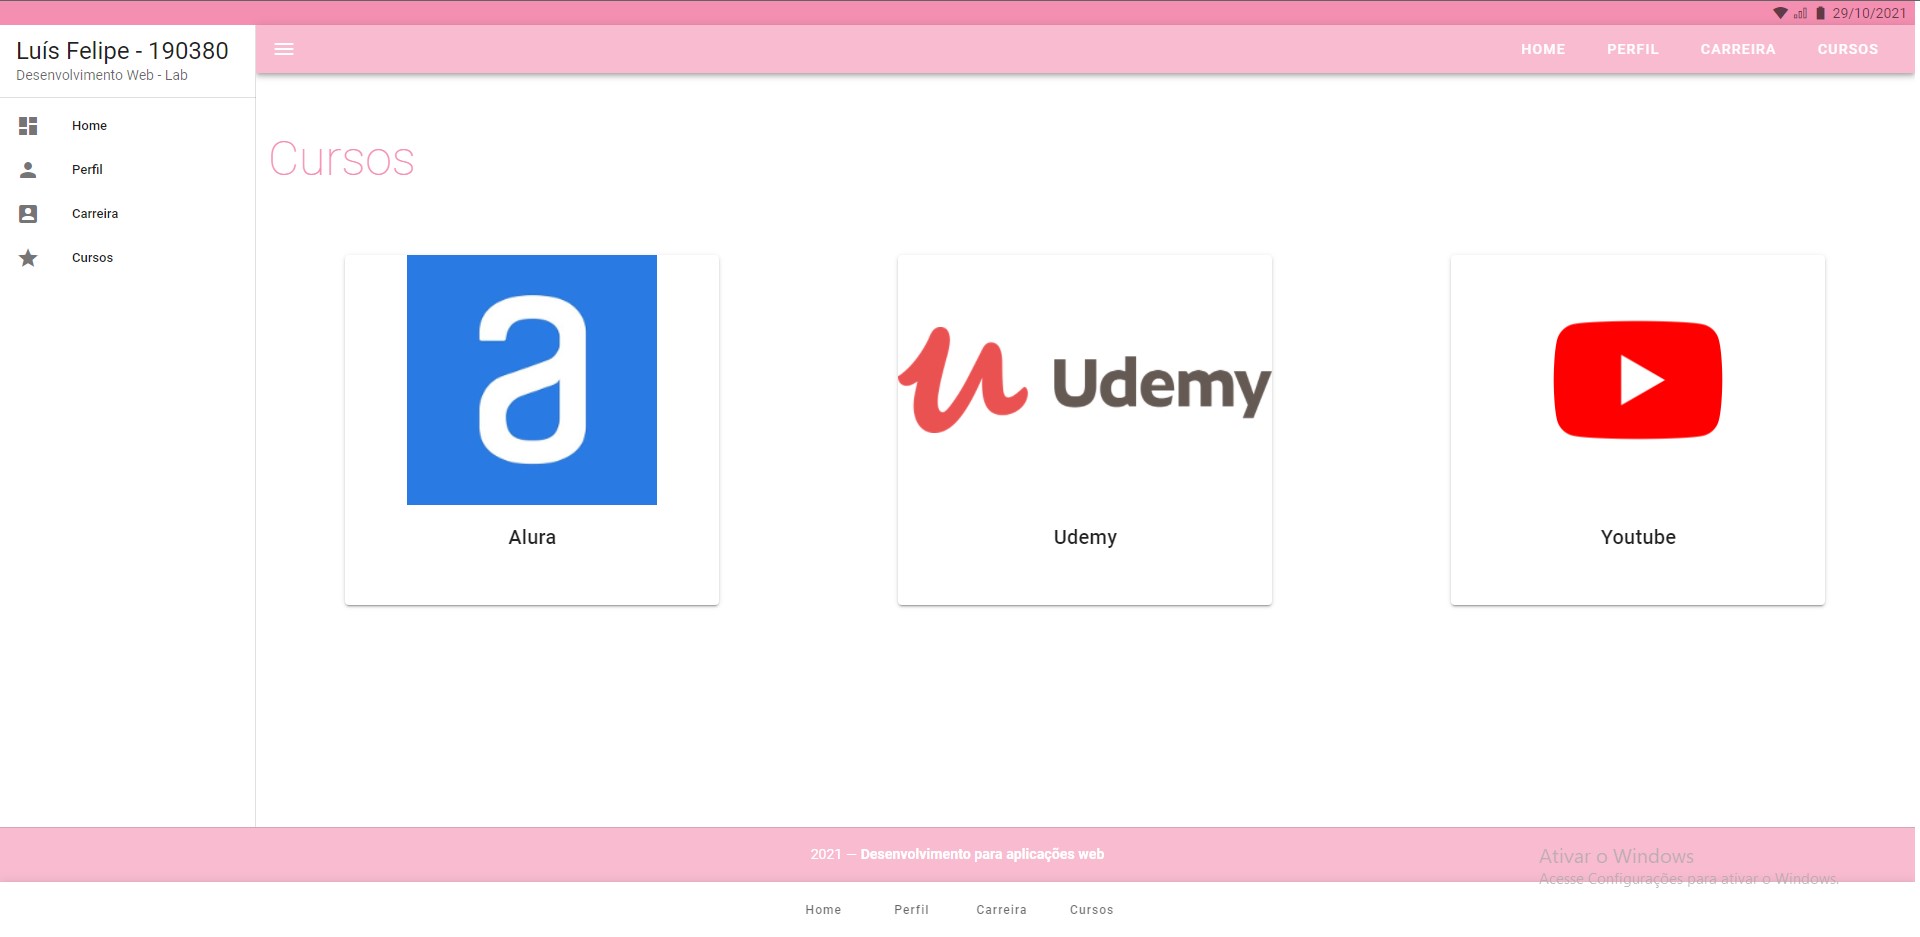 29/10/2021
Luís Felipe - 190380
Desenvolvimento Web - Lab
HOME PERFIL CARREIRA CURSOS
Home
Perfil
Carreira
Cursos
Cursos
a
u Udemy
Alura
Udemy
Youtube
2021 — Desenvolvimento para aplicações web
Ativar o Windows
Acesse Configurações para ativar o Windows.
Home Perfil Carreira Cursos